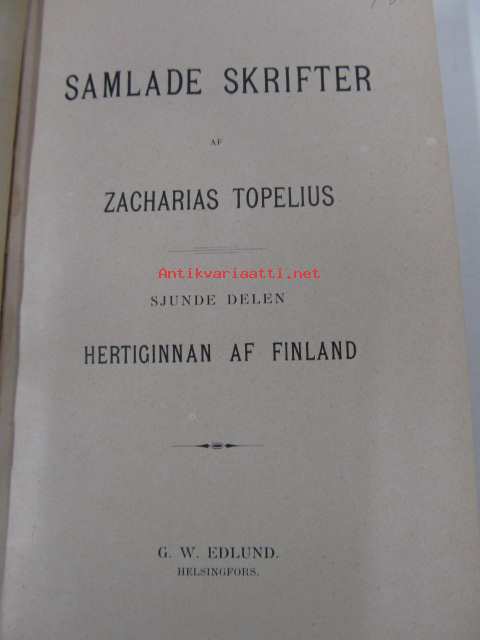 SAMLADE SKRIFTER
AF
ZACHARIAS TOPELIUS
Antikvariaatti.net
SJUNDE DELEN
HERTIGINNAN AF FINLAND
G. W. EDLUND.
HELSINGFORS.